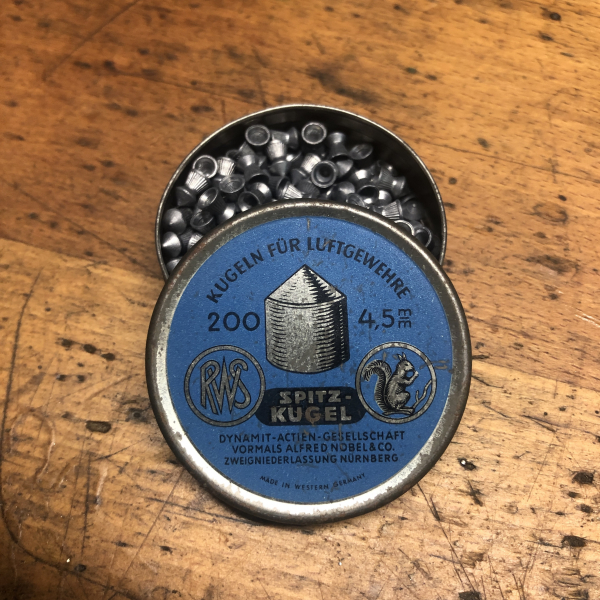 KUGELN FÜR LUFTGEWEHRE
200 4,5 mm
RWS
SPITZ-
KUGEL
DYNAMIT-ACTIEN-GESELLSCHAFT
VORMALS ALFRED NOBEL & CO.
ZWEIGNIEDERLASSUNG NÜRNBERG
MADE IN WESTERN GERMANY